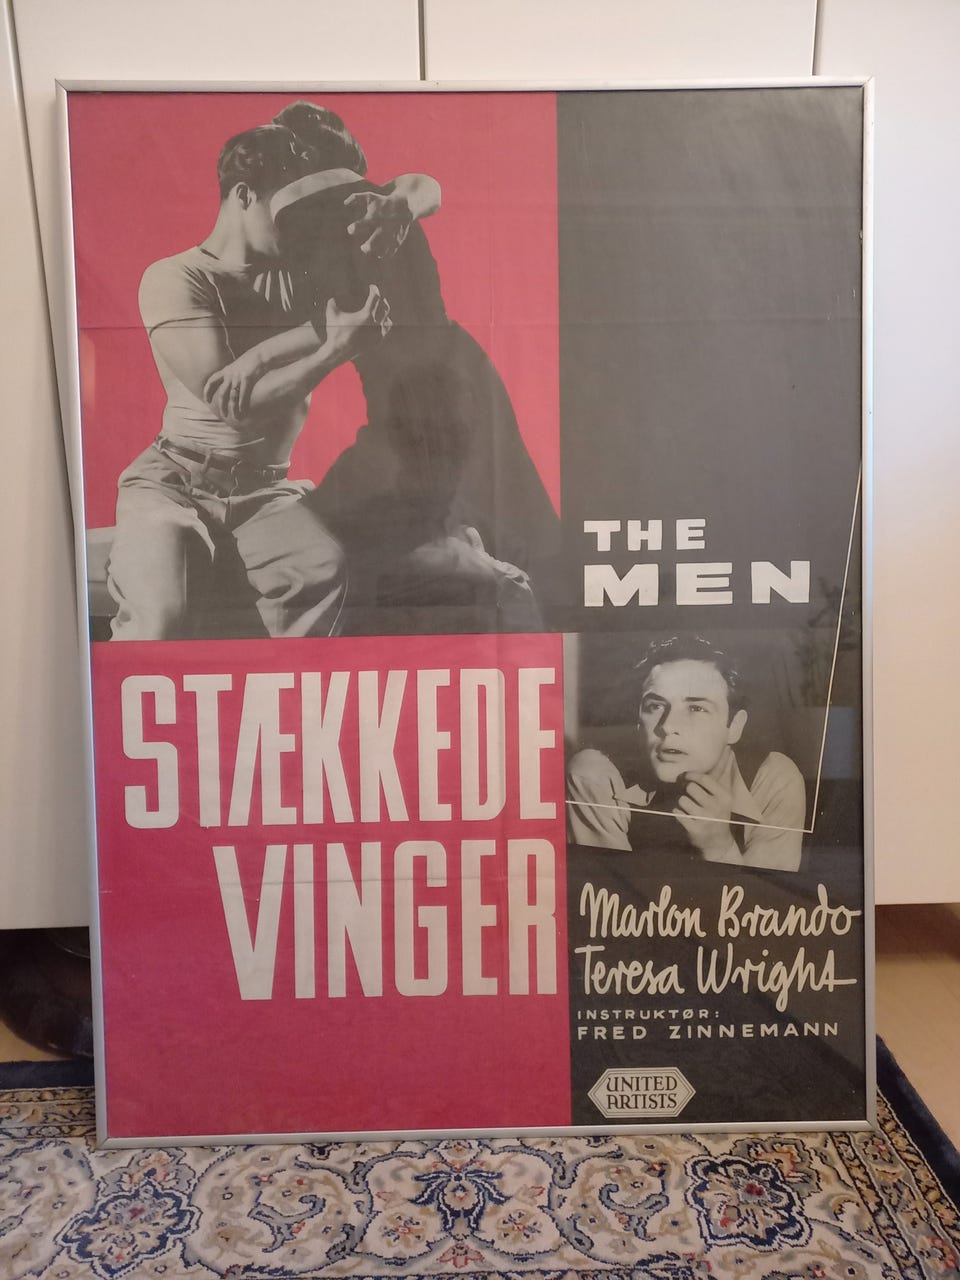 THE
MEN
STÆKKEDE
VINGER
Marlon Brando
Teresa Wright
INSTRUKTØR:
FRED ZINNEMANN
UNITED
ARTISTS